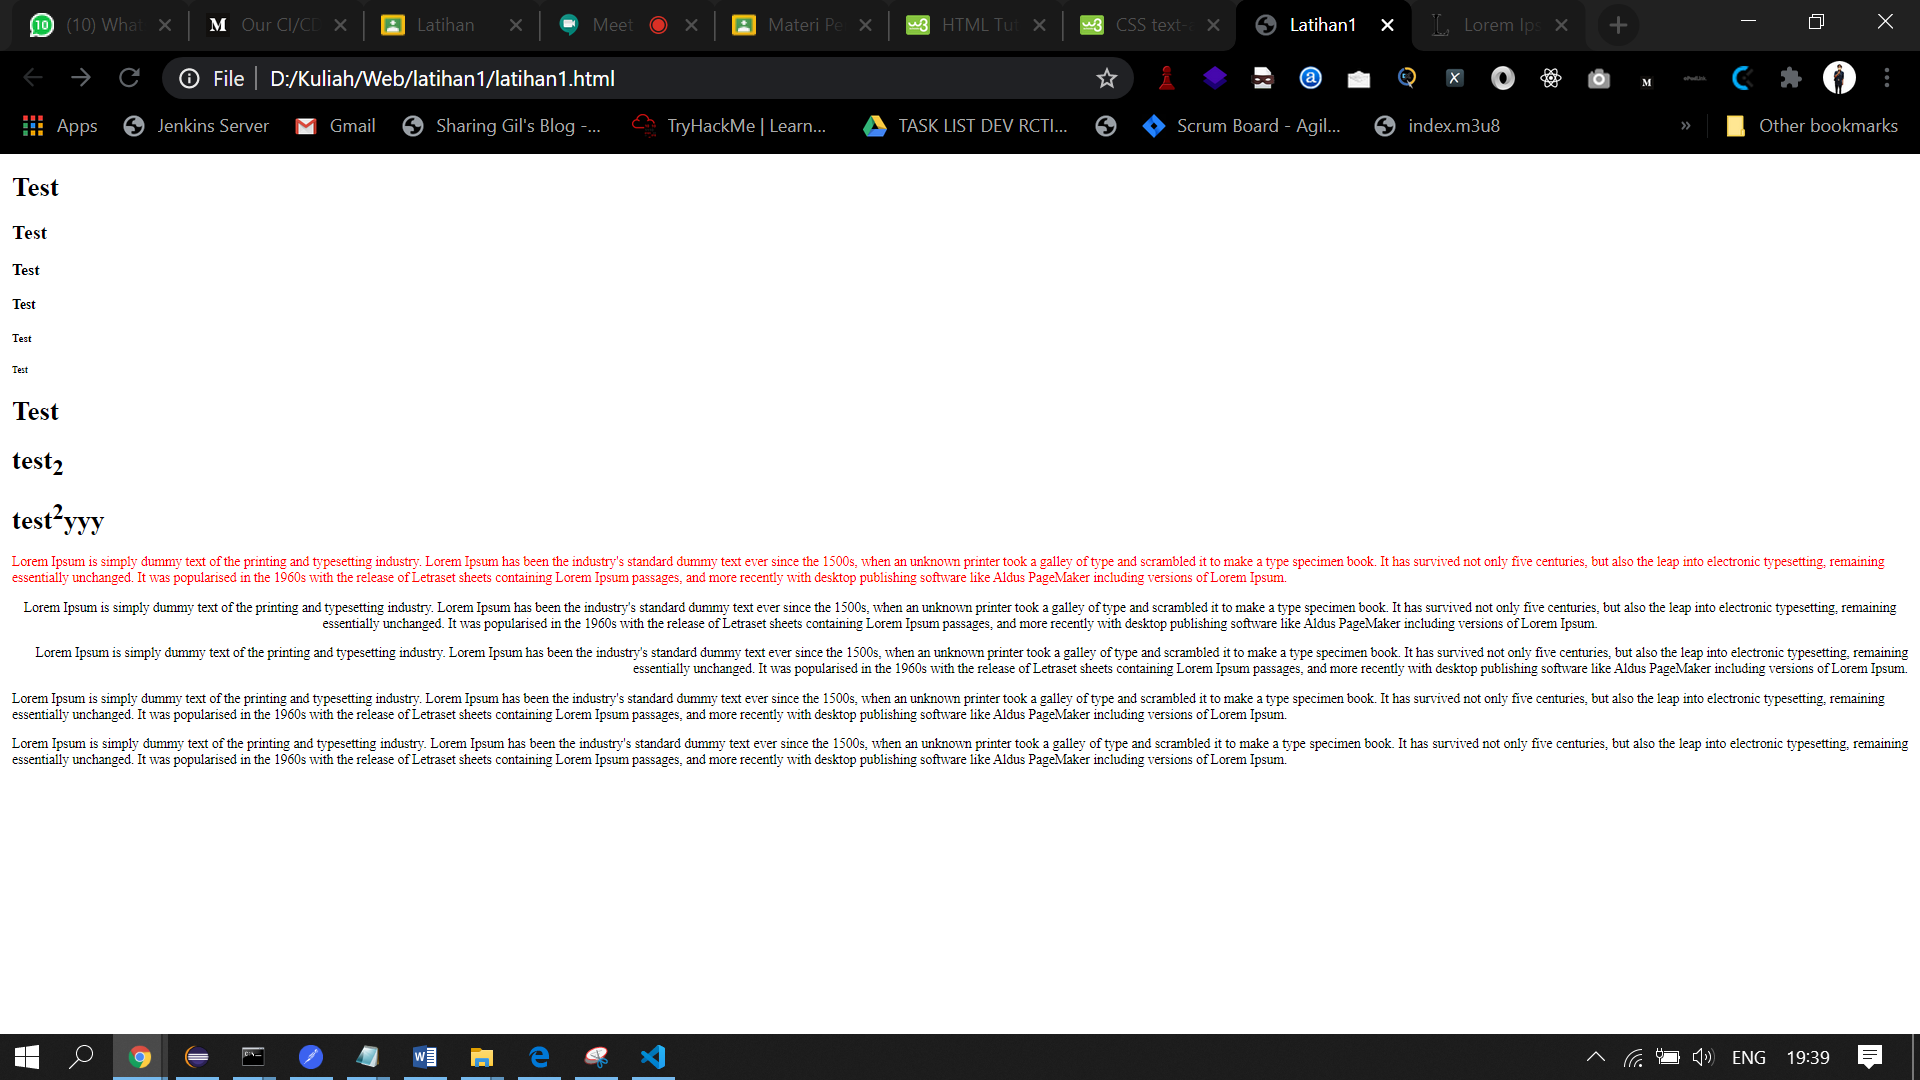 (10) What
Our CI/CD
Latihan
Meet
Materi Pe
HTML Tut
CSS text-a
Latihan1
Lorem Ips
File
D:/Kuliah/Web/latihan1/latihan1.html
Apps
Jenkins Server
Gmail
Sharing Gil's Blog -...
TryHackMe | Learn...
TASK LIST DEV RCTI...
Scrum Board - Agil...
index.m3u8
»
Other bookmarks
Test
Test
Test
Test
Test
Test
Test
test₂
test²yyy
Lorem Ipsum is simply dummy text of the printing and typesetting industry. Lorem Ipsum has been the industry's standard dummy text ever since the 1500s, when an unknown printer took a galley of type and scrambled it to make a type specimen book. It has survived not only five centuries, but also the leap into electronic typesetting, remaining
essentially unchanged. It was popularised in the 1960s with the release of Letraset sheets containing Lorem Ipsum passages, and more recently with desktop publishing software like Aldus PageMaker including versions of Lorem Ipsum.
Lorem Ipsum is simply dummy text of the printing and typesetting industry. Lorem Ipsum has been the industry's standard dummy text ever since the 1500s, when an unknown printer took a galley of type and scrambled it to make a type specimen book. It has survived not only five centuries, but also the leap into electronic typesetting, remaining
essentially unchanged. It was popularised in the 1960s with the release of Letraset sheets containing Lorem Ipsum passages, and more recently with desktop publishing software like Aldus PageMaker including versions of Lorem Ipsum.
Lorem Ipsum is simply dummy text of the printing and typesetting industry. Lorem Ipsum has been the industry's standard dummy text ever since the 1500s, when an unknown printer took a galley of type and scrambled it to make a type specimen book. It has survived not only five centuries, but also the leap into electronic typesetting, remaining
essentially unchanged. It was popularised in the 1960s with the release of Letraset sheets containing Lorem Ipsum passages, and more recently with desktop publishing software like Aldus PageMaker including versions of Lorem Ipsum.
Lorem Ipsum is simply dummy text of the printing and typesetting industry. Lorem Ipsum has been the industry's standard dummy text ever since the 1500s, when an unknown printer took a galley of type and scrambled it to make a type specimen book. It has survived not only five centuries, but also the leap into electronic typesetting, remaining
essentially unchanged. It was popularised in the 1960s with the release of Letraset sheets containing Lorem Ipsum passages, and more recently with desktop publishing software like Aldus PageMaker including versions of Lorem Ipsum.
Lorem Ipsum is simply dummy text of the printing and typesetting industry. Lorem Ipsum has been the industry's standard dummy text ever since the 1500s, when an unknown printer took a galley of type and scrambled it to make a type specimen book. It has survived not only five centuries, but also the leap into electronic typesetting, remaining
essentially unchanged. It was popularised in the 1960s with the release of Letraset sheets containing Lorem Ipsum passages, and more recently with desktop publishing software like Aldus PageMaker including versions of Lorem Ipsum.
ENG
19:39